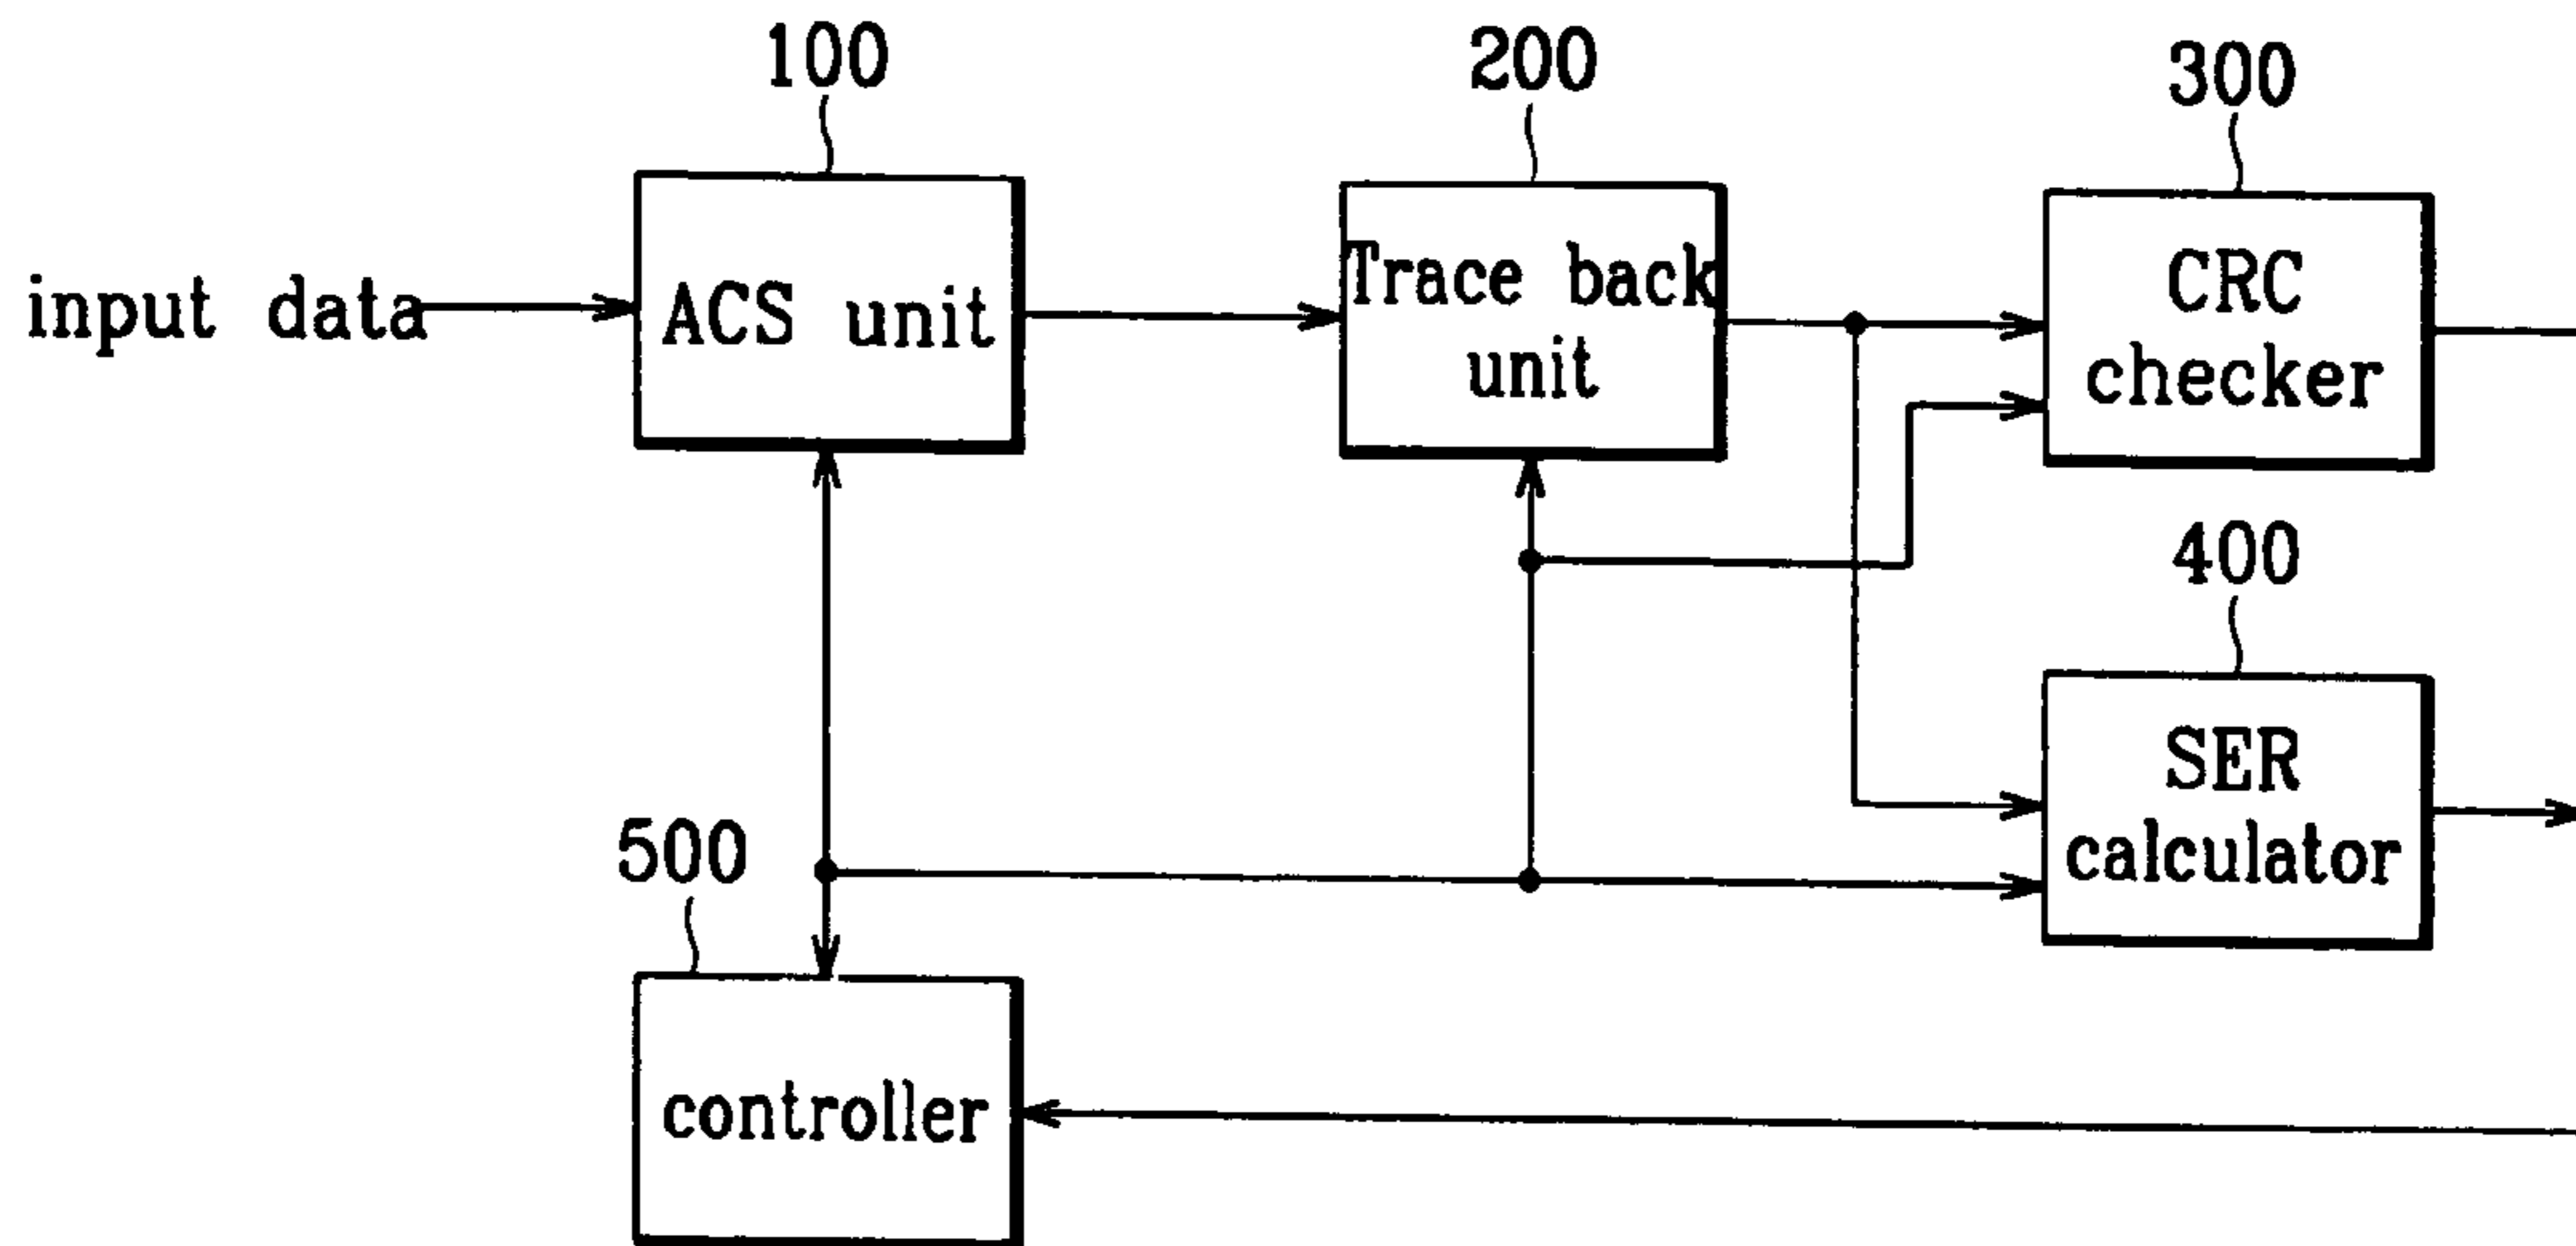 100
200
300
input data
ACS unit
Trace back
unit
CRC
checker
400
SER
calculator
500
controller